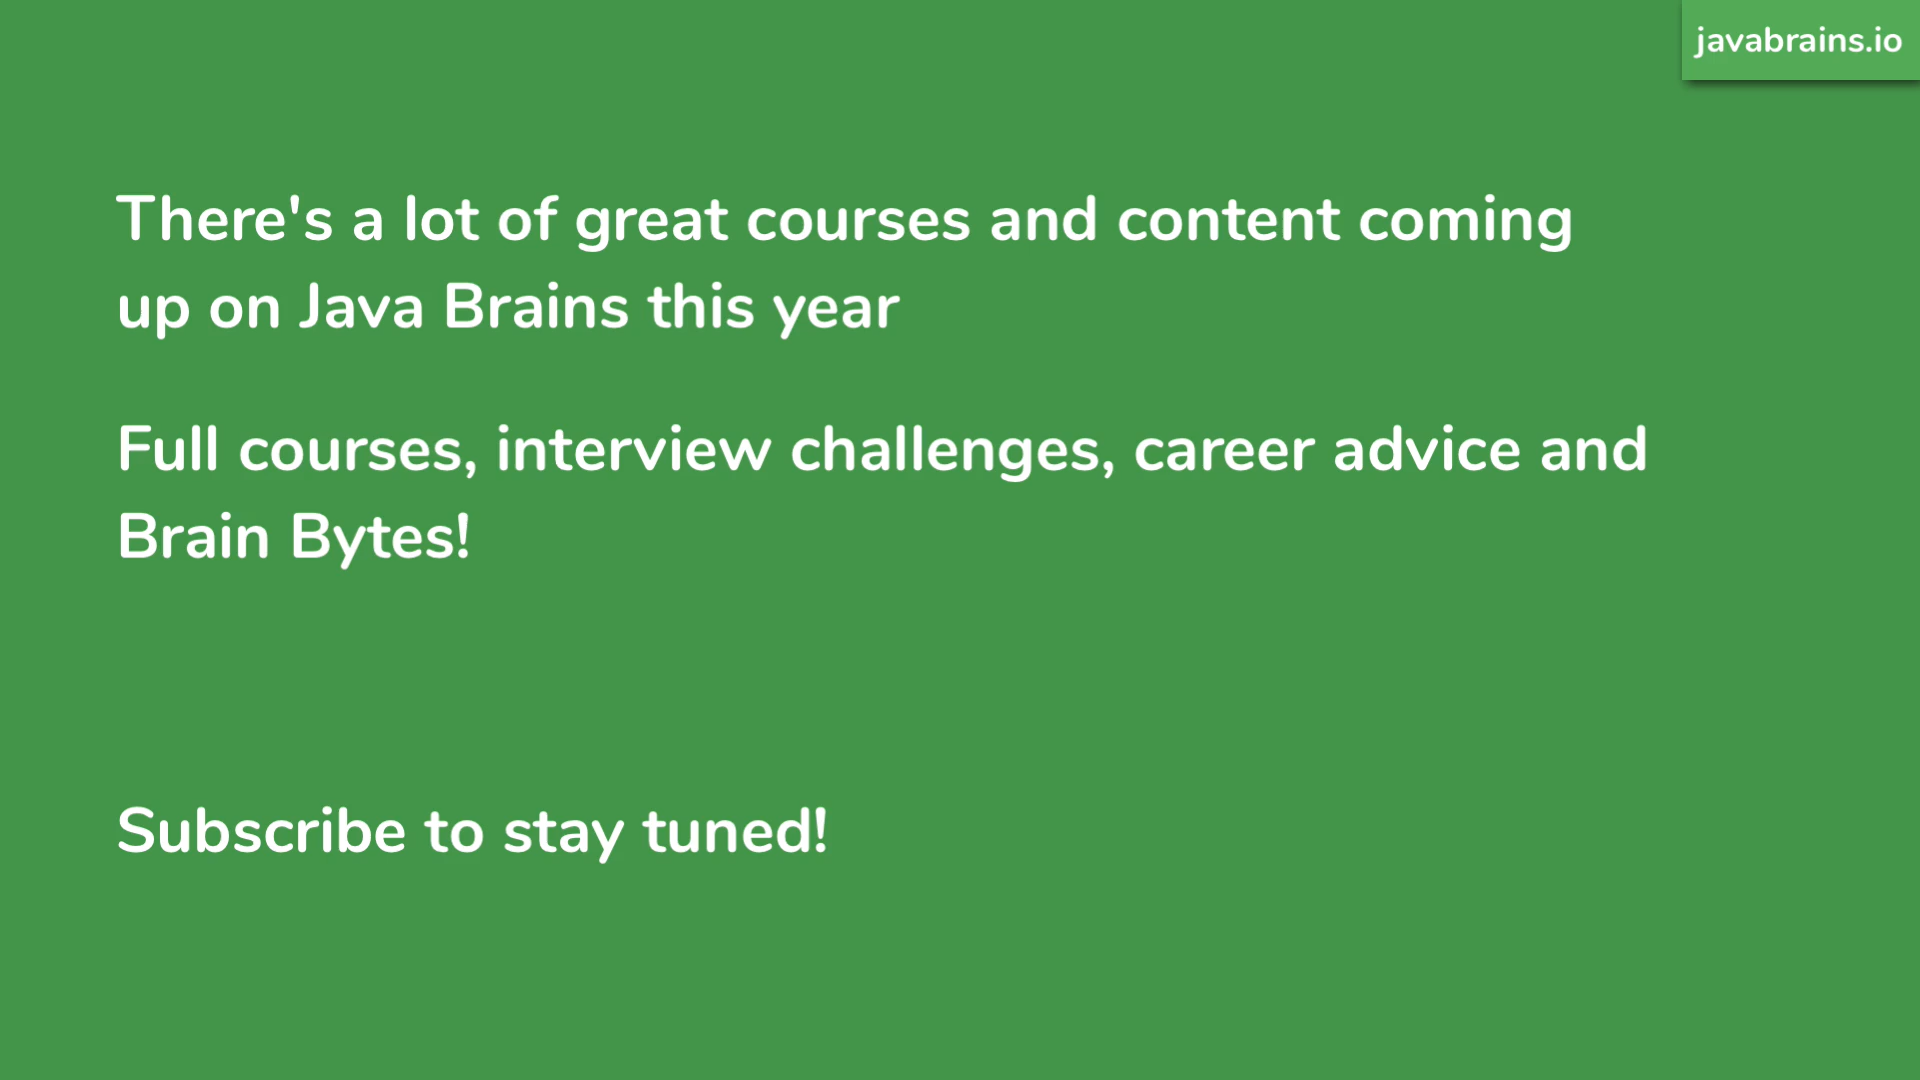 javabrains.io
There's a lot of great courses and content coming
up on Java Brains this year
Full courses, interview challenges, career advice and
Brain Bytes!
Subscribe to stay tuned!